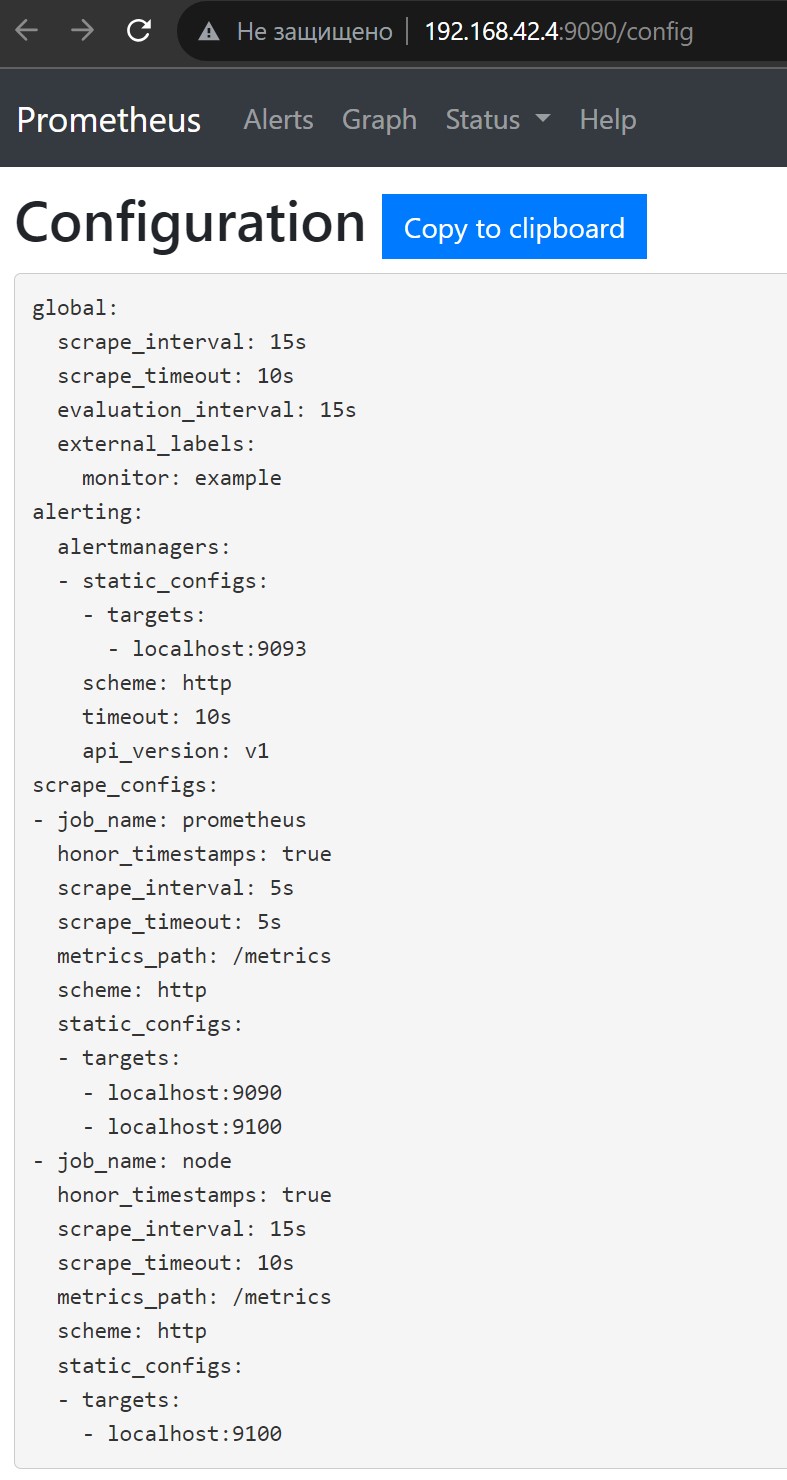 Не защищено 192.168.42.4:9090/config
Prometheus Alerts Graph Status Help
Configuration Copy to clipboard
global:
  scrape_interval: 15s
  scrape_timeout: 10s
  evaluation_interval: 15s
  external_labels:
    monitor: example
alerting:
  alertmanagers:
  - static_configs:
    - targets:
      - localhost:9093
    scheme: http
    timeout: 10s
    api_version: v1
scrape_configs:
- job_name: prometheus
  honor_timestamps: true
  scrape_interval: 5s
  scrape_timeout: 5s
  metrics_path: /metrics
  scheme: http
  static_configs:
  - targets:
    - localhost:9090
    - localhost:9100
- job_name: node
  honor_timestamps: true
  scrape_interval: 15s
  scrape_timeout: 10s
  metrics_path: /metrics
  scheme: http
  static_configs:
  - targets:
    - localhost:9100